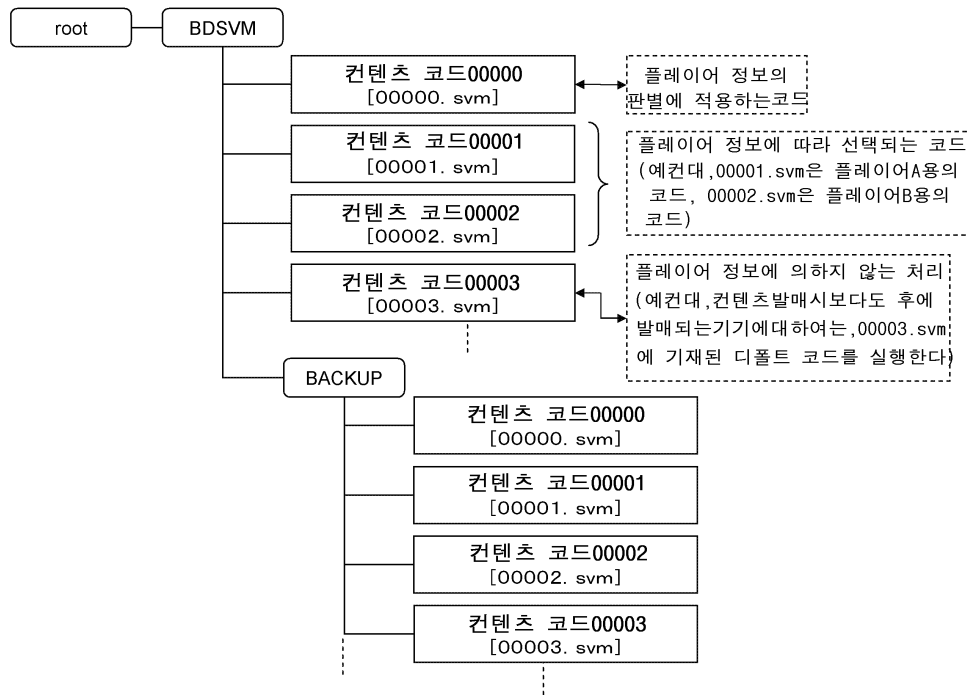 root
BDSVM
컨텐츠 코드00000
[00000. svm]
플레이어 정보의
판별에 적용하는코드
컨텐츠 코드00001
[00001. svm]
플레이어 정보에 따라 선택되는 코드
(예컨대,00001.svm은 플레이어A용의
코드, 00002.svm은 플레이어B용의
코드)
컨텐츠 코드00002
[00002. svm]
컨텐츠 코드00003
[00003. svm]
플레이어 정보에 의하지 않는 처리
(예컨대,컨텐츠발매시보다도 후에
발매되는기기에대하여는,00003.svm
에 기재된 디폴트 코드를 실행한다)
BACKUP
컨텐츠 코드00000
[00000. svm]
컨텐츠 코드00001
[00001. svm]
컨텐츠 코드00002
[00002. svm]
컨텐츠 코드00003
[00003. svm]